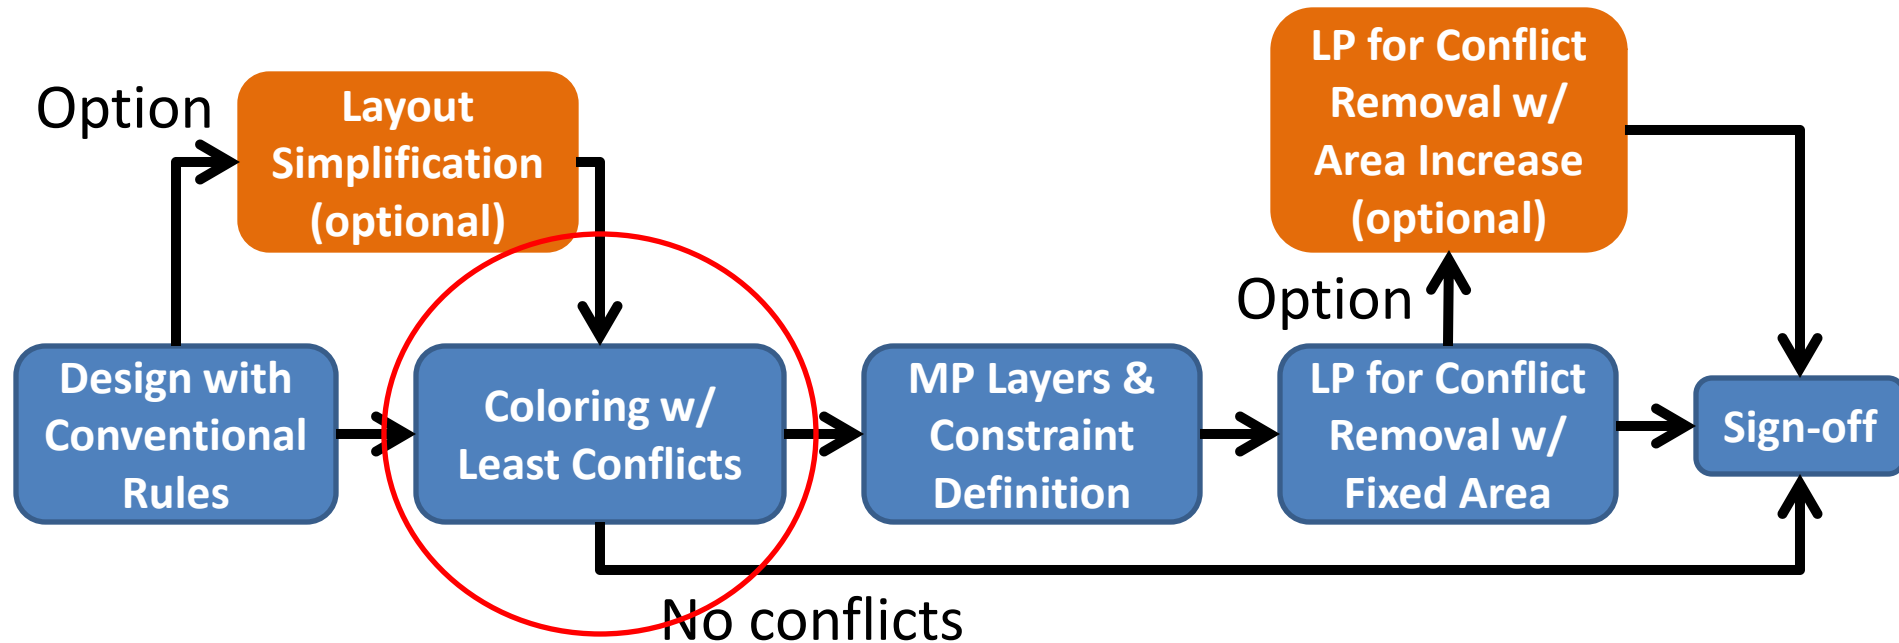 Option
Layout
Simplification
(optional)
LP for Conflict
Removal w/
Area Increase
(optional)
Option
Design with
Conventional
Rules
Coloring w/
Least Conflicts
MP Layers &
Constraint
Definition
LP for Conflict
Removal w/
Fixed Area
Sign-off
No conflicts